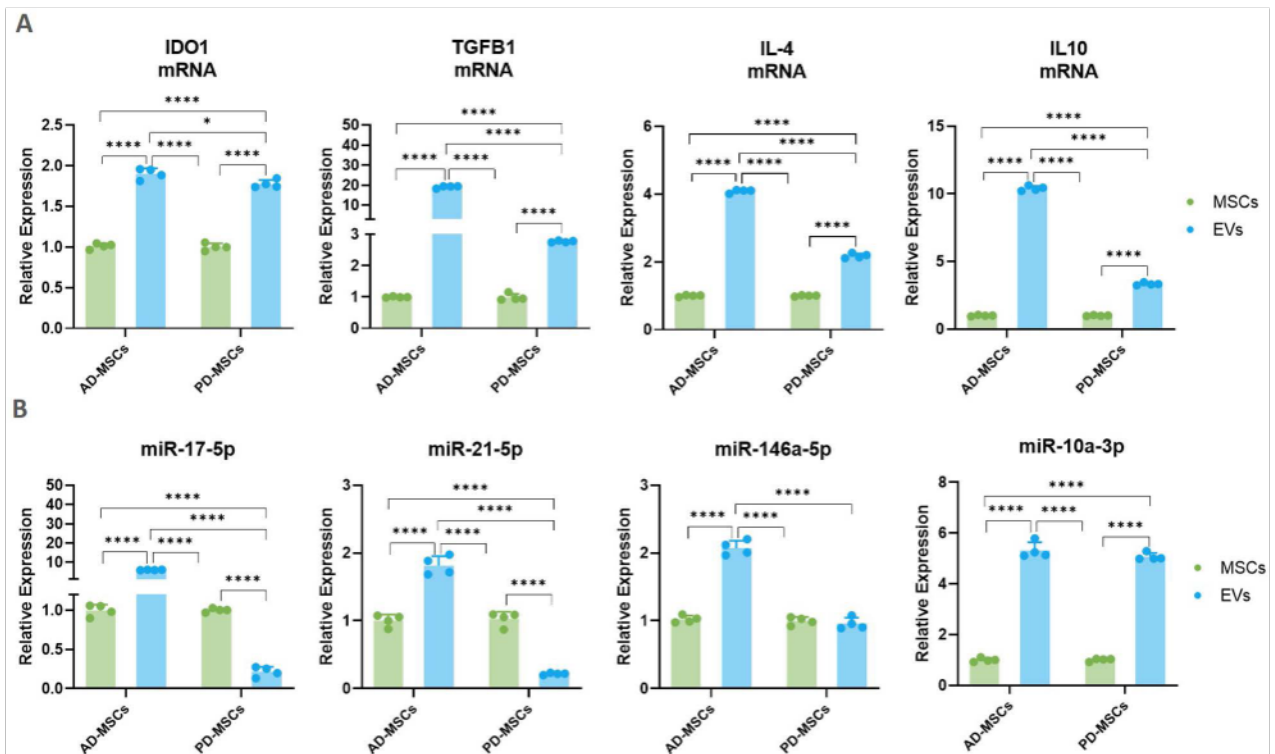 A
IDO1
mRNA
TGFB1
mRNA
IL-4
mRNA
IL10
mRNA
Relative Expression
2.5
2.0
1.5
1.0
0.5
0.0
****
*
**** ****
****
AD-MSCs
PD-MSCs
Relative Expression
50
40
30
20
10
3
2
1
0
****
****
**** ****
****
AD-MSCs
PD-MSCs
Relative Expression
6
4
2
0
****
****
**** ****
****
AD-MSCs
PD-MSCs
Relative Expression
15
10
5
0
****
****
**** ****
****
AD-MSCs
PD-MSCs
MSCs
EVs
B
miR-17-5p
miR-21-5p
miR-146a-5p
miR-10a-3p
Relative Expression
50
40
30
20
10
1.0
0.5
0.0
****
****
**** ****
****
AD-MSCs
PD-MSCs
Relative Expression
3
2
1
0
****
****
**** ****
****
AD-MSCs
PD-MSCs
Relative Expression
3
2
1
0
****
**** ****
AD-MSCs
PD-MSCs
Relative Expression
8
6
4
2
0
****
**** **** ****
AD-MSCs
PD-MSCs
MSCs
EVs